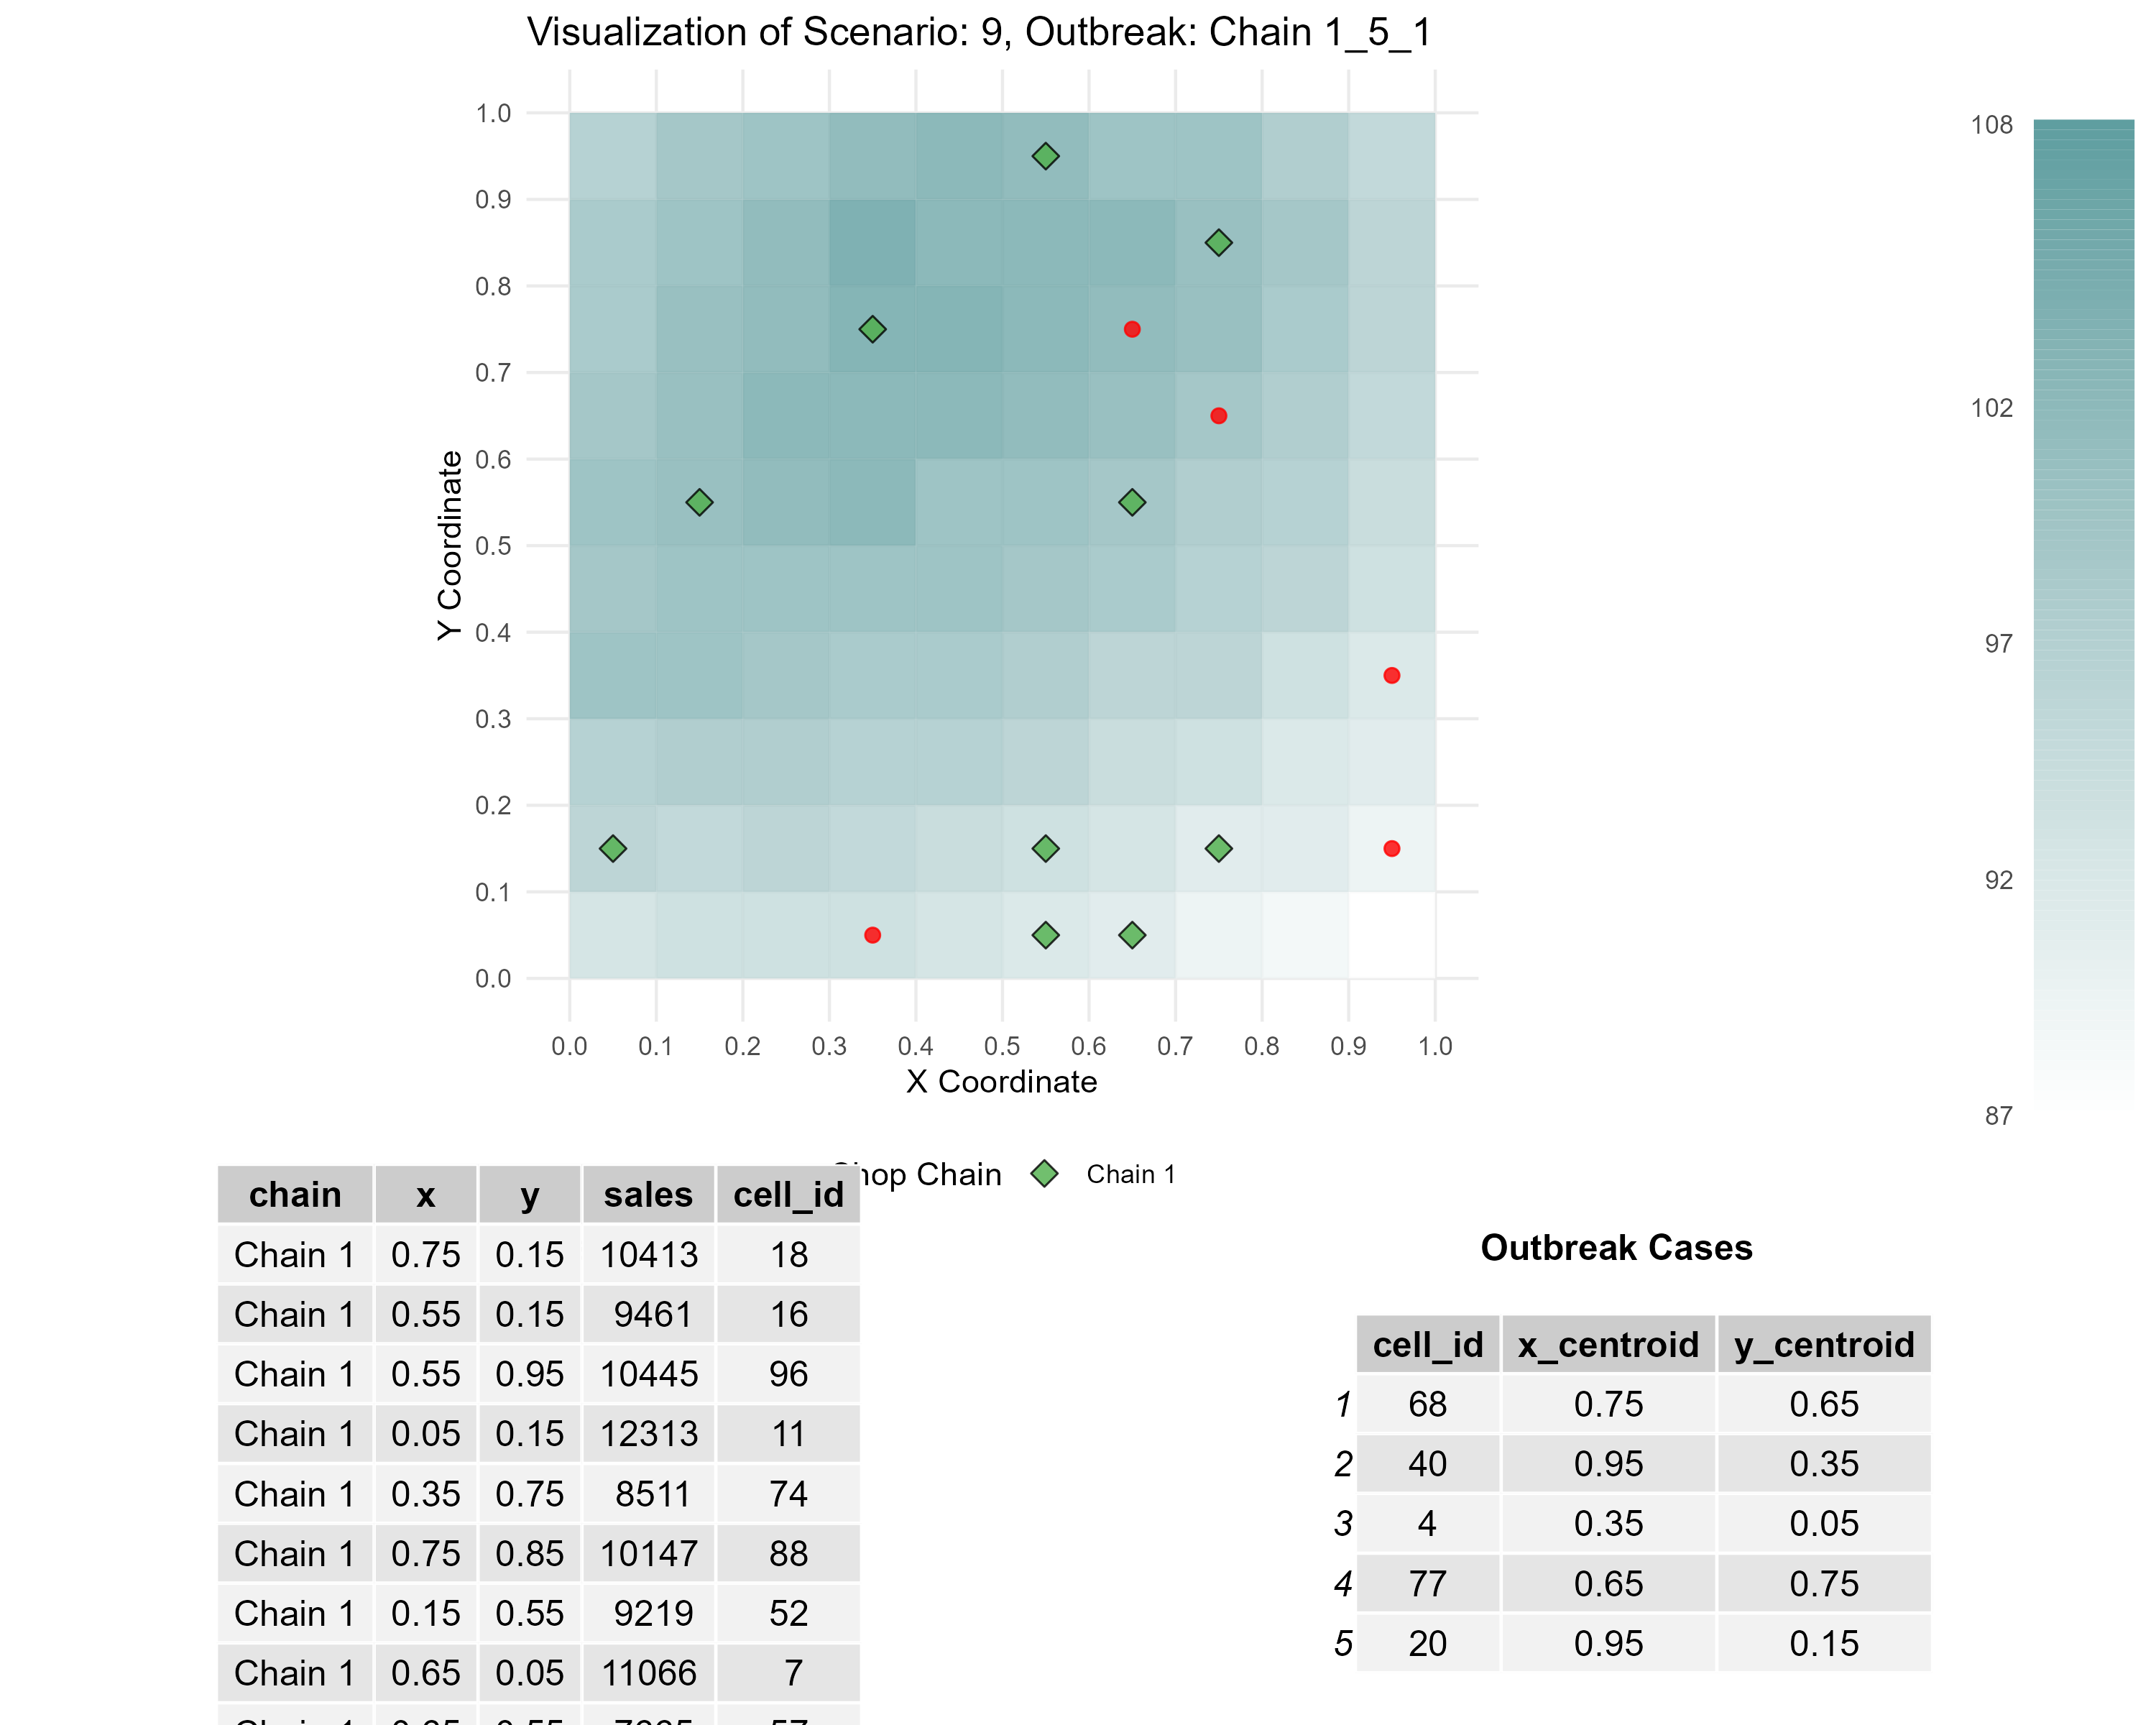 Visualization of Scenario: 9, Outbreak: Chain 1_5_1
Y Coordinate
1.0
0.9
0.8
0.7
0.6
0.5
0.4
0.3
0.2
0.1
0.0
0.0 0.1 0.2 0.3 0.4 0.5 0.6 0.7 0.8 0.9 1.0
X Coordinate
108
102
97
92
87
hop Chain Chain 1
chain x y sales cell_id
Chain 1 0.75 0.15 10413 18
Chain 1 0.55 0.15 9461 16
Chain 1 0.55 0.95 10445 96
Chain 1 0.05 0.15 12313 11
Chain 1 0.35 0.75 8511 74
Chain 1 0.75 0.85 10147 88
Chain 1 0.15 0.55 9219 52
Chain 1 0.65 0.05 11066 7
Outbreak Cases
cell_id x_centroid y_centroid
1 68 0.75 0.65
2 40 0.95 0.35
3 4 0.35 0.05
4 77 0.65 0.75
5 20 0.95 0.15